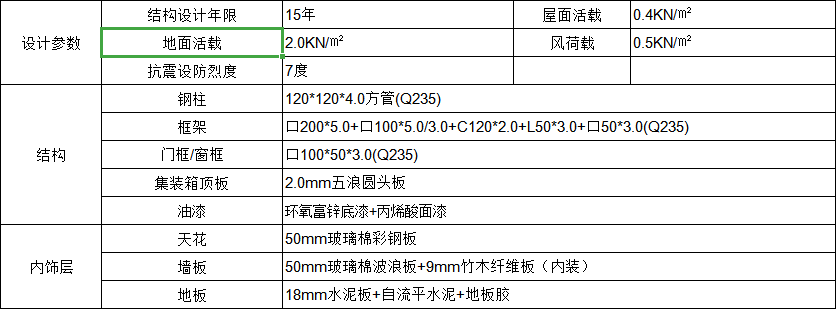 设计参数
结构设计年限 15年 屋面活载 0.4KN/㎡
地面活载 2.0KN/㎡ 风荷载 0.5KN/㎡
抗震设防烈度 7度
结构
钢柱 120*120*4.0方管(Q235)
框架 口200*5.0+口100*5.0/3.0+C120*2.0+L50*3.0+口50*3.0(Q235)
门框/窗框 口100*50*3.0(Q235)
集装箱顶板 2.0mm五浪圆头板
油漆 环氧富锌底漆+丙烯酸面漆
内饰层
天花 50mm玻璃棉彩钢板
墙板 50mm玻璃棉波浪板+9mm竹木纤维板（内装）
地板 18mm水泥板+自流平水泥+地板胶